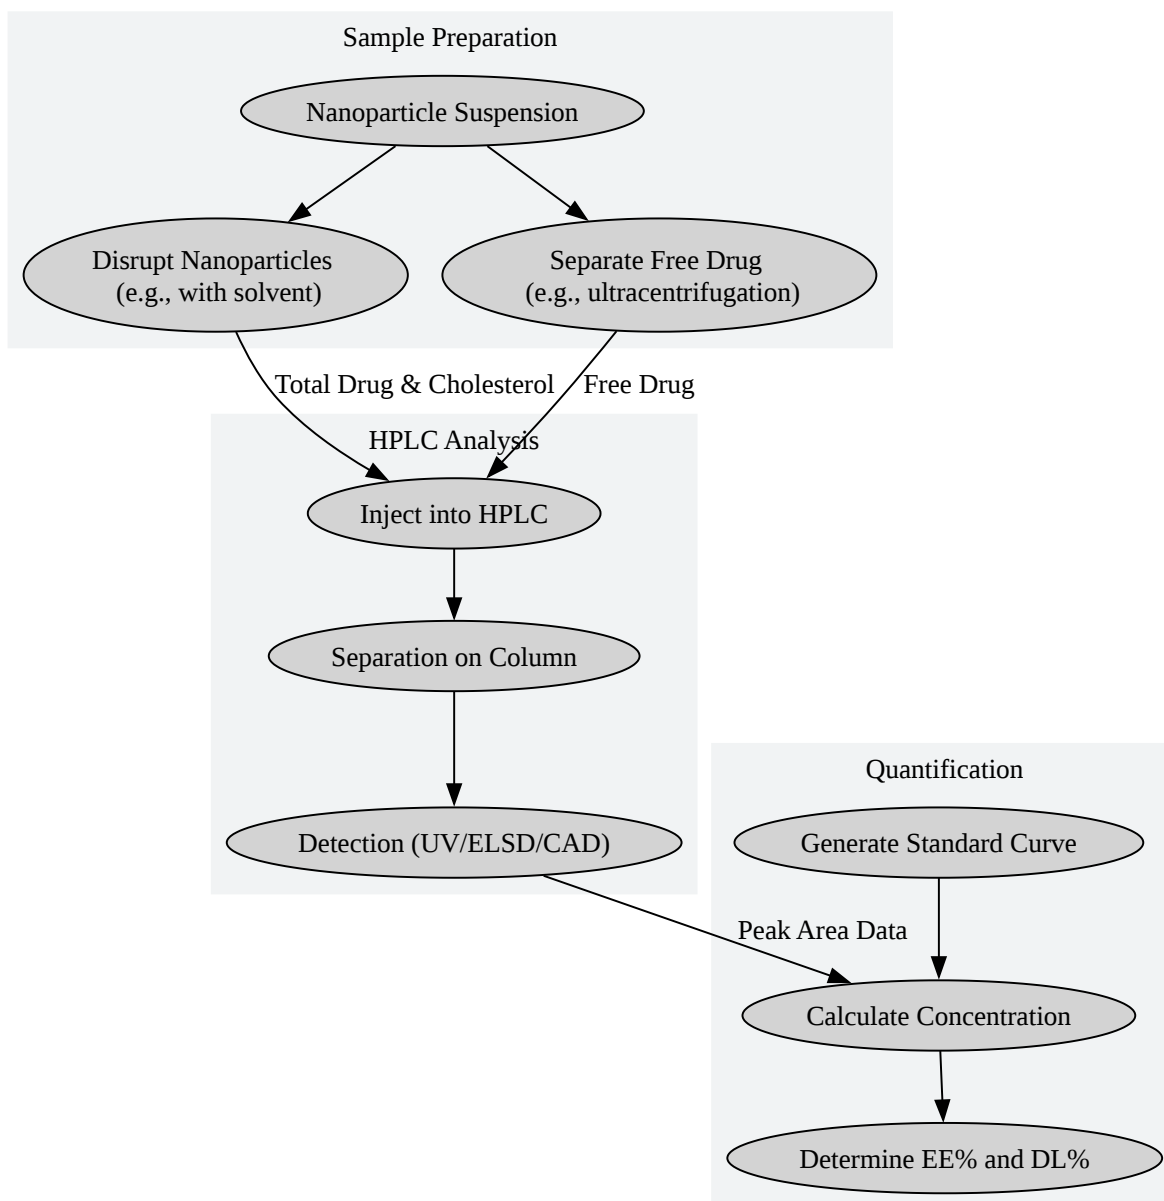 Sample Preparation
Nanoparticle Suspension
Disrupt Nanoparticles
(e.g., with solvent)
Separate Free Drug
(e.g., ultracentrifugation)
Total Drug & Cholesterol
Free Drug
HPLC Analysis
Inject into HPLC
Separation on Column
Detection (UV/ELSD/CAD)
Quantification
Generate Standard Curve
Peak Area Data
Calculate Concentration
Determine EE% and DL%